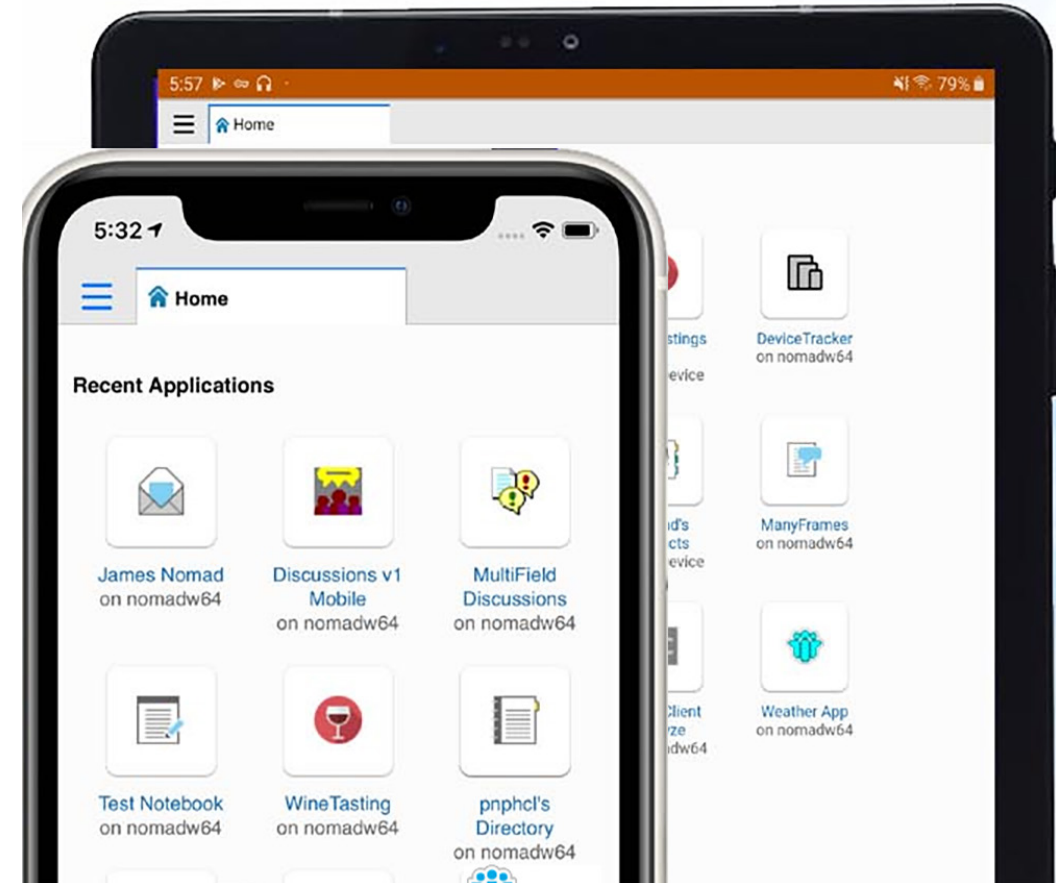 5:57
79%
Home
5:32
Home
Recent Applications
James Nomad
on nomadw64
Discussions v1
Mobile
on nomadw64
MultiField
Discussions
on nomadw64
Test Notebook
on nomadw64
WineTasting
on nomadw64
pnphcl's
Directory
on nomadw64
stings
evice
DeviceTracker
on nomadw64
d's
cts
evice
ManyFrames
on nomadw64
Client
ze
dw64
Weather App
on nomadw64